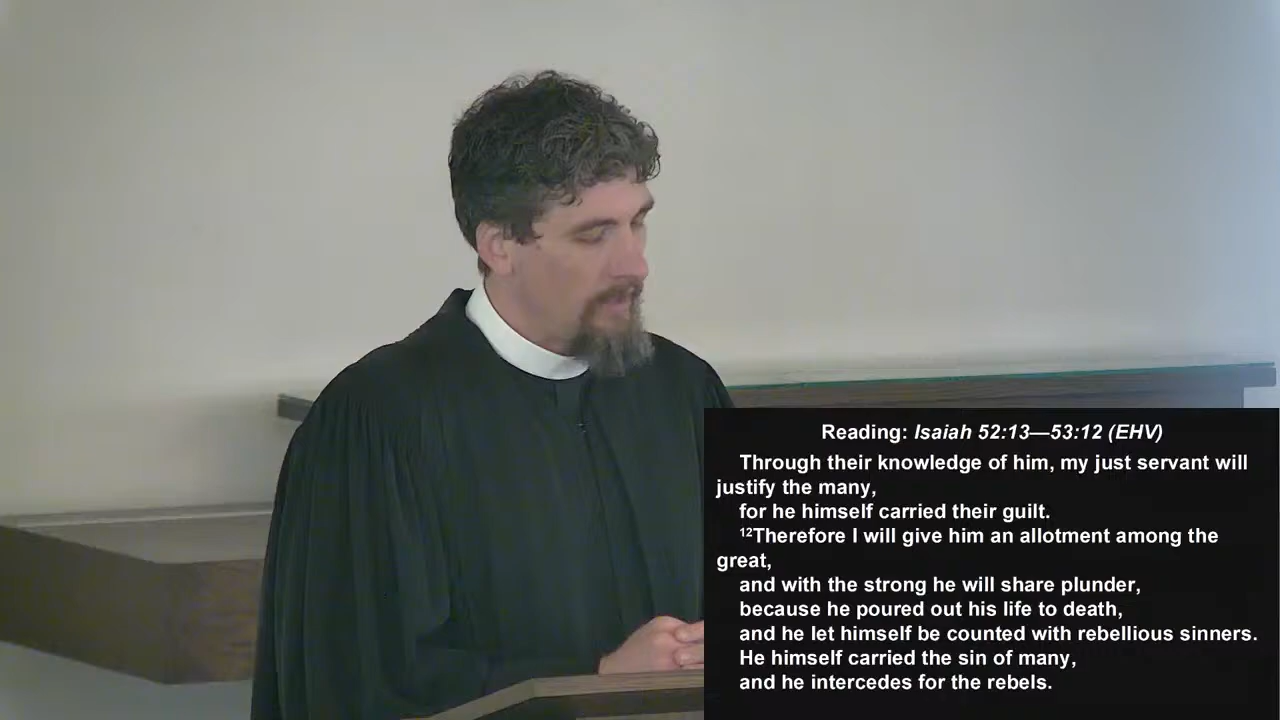 Reading: Isaiah 52:13—53:12 (EHV)
Through their knowledge of him, my just servant will
justify the many,
for he himself carried their guilt.
¹²Therefore I will give him an allotment among the
great,
and with the strong he will share plunder,
because he poured out his life to death,
and he let himself be counted with rebellious sinners.
He himself carried the sin of many,
and he intercedes for the rebels.